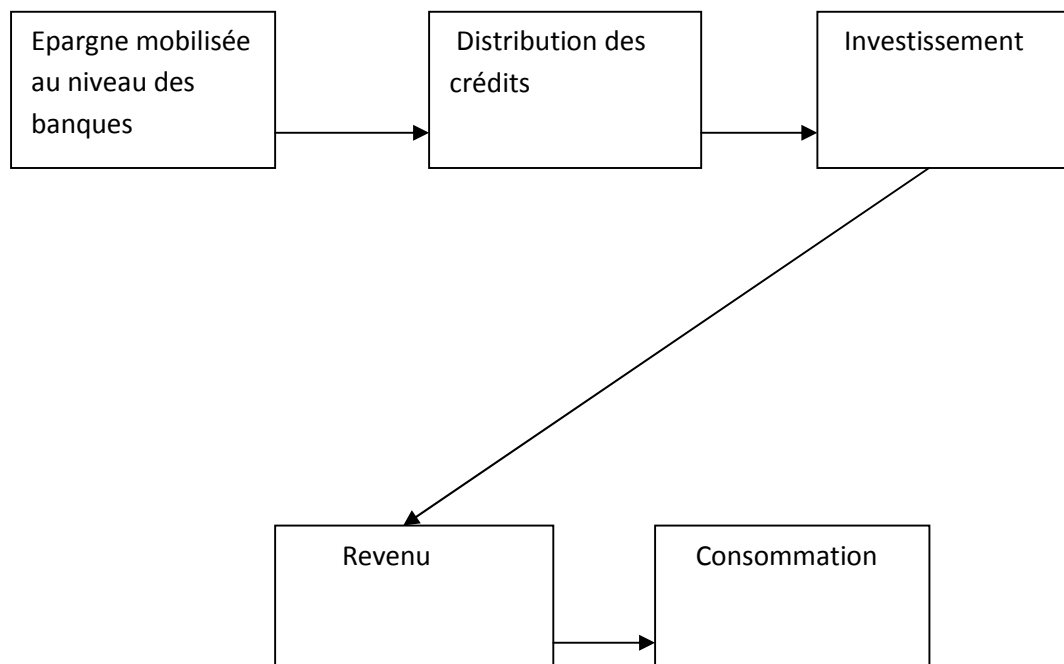 Epargne mobilisée
au niveau des
banques
Distribution des
crédits
Investissement
Revenu
Consommation